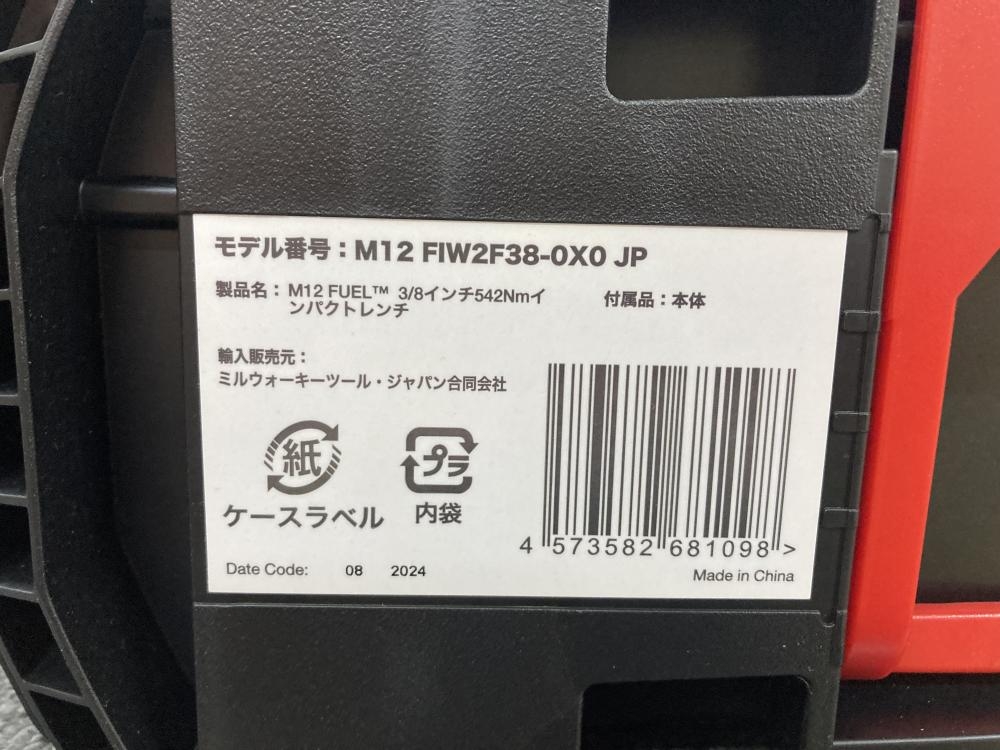 モデル番号：M12 FIW2F38-0X0 JP
製品名： M12 FUEL™ 3/8インチ542Nmイ
ンパクトレンチ
付属品：本体
輸入販売元：
ミルウォーキーツール・ジャパン合同会社
紙
プラ
ケースラベル
内袋
4 573582 681098 >
Date Code: 08 2024
Made in China